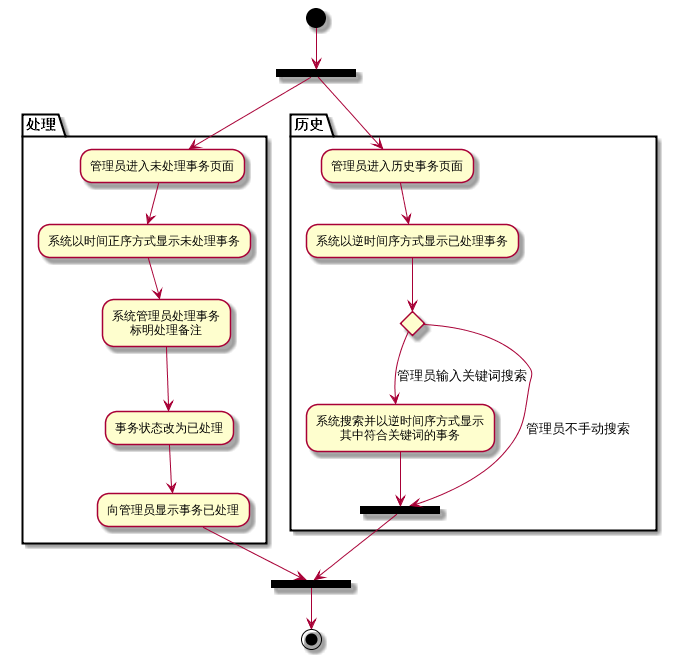 处理
管理员进入未处理事务页面
系统以时间正序方式显示未处理事务
系统管理员处理事务
标明处理备注
事务状态改为已处理
向管理员显示事务已处理
历史
管理员进入历史事务页面
系统以逆时间序方式显示已处理事务
管理员输入关键词搜索
系统搜索并以逆时间序方式显示
其中符合关键词的事务
管理员不手动搜索